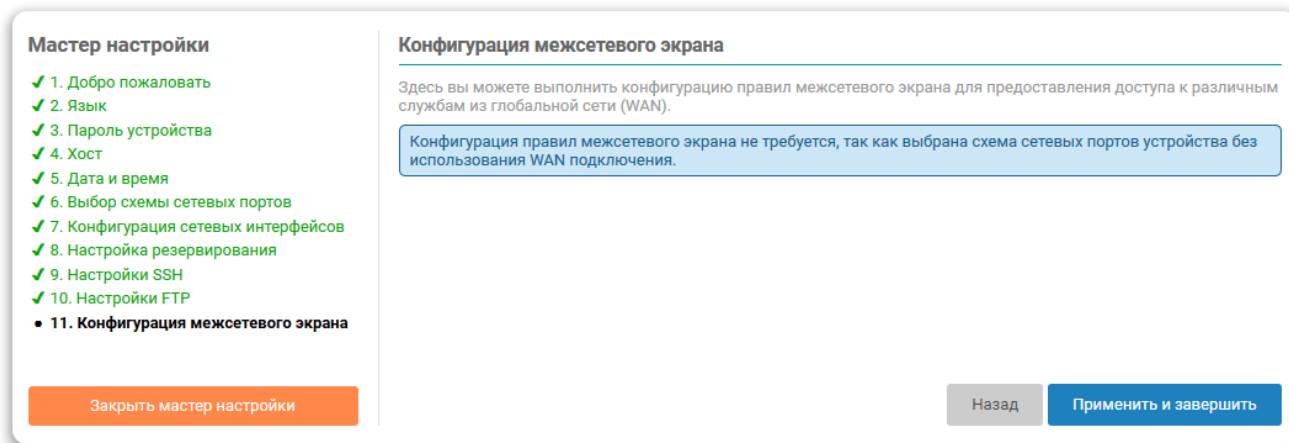 Мастер настройки
✔ 1. Добро пожаловать
✔ 2. Язык
✔ 3. Пароль устройства
✔ 4. Хост
✔ 5. Дата и время
✔ 6. Выбор схемы сетевых портов
✔ 7. Конфигурация сетевых интерфейсов
✔ 8. Настройка резервирования
✔ 9. Настройки SSH
✔ 10. Настройки FTP
• 11. Конфигурация межсетевого экрана
Закрыть мастер настройки
Конфигурация межсетевого экрана
Здесь вы можете выполнить конфигурацию правил межсетевого экрана для предоставления доступа к различным
службам из глобальной сети (WAN).
Конфигурация правил межсетевого экрана не требуется, так как выбрана схема сетевых портов устройства без
использования WAN подключения.
Назад
Применить и завершить